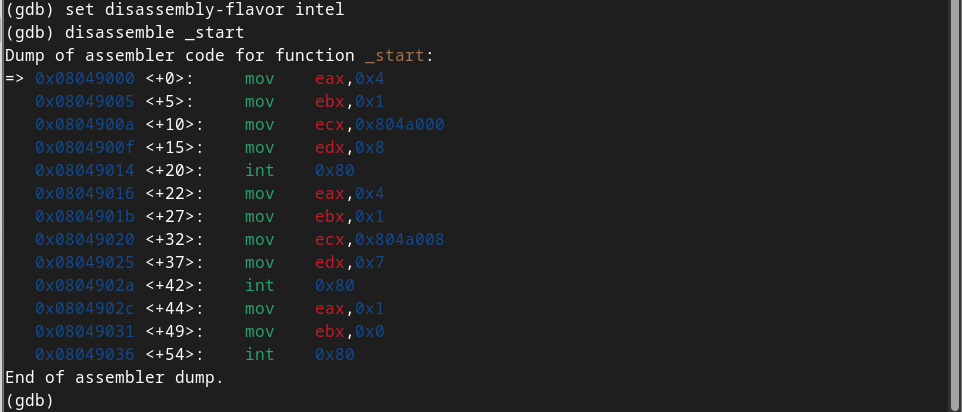 (gdb) set disassembly-flavor intel
(gdb) disassemble _start
Dump of assembler code for function _start:
=> 0x08049000 <+0>:     mov    eax,0x4
   0x08049005 <+5>:     mov    ebx,0x1
   0x0804900a <+10>:    mov    ecx,0x804a000
   0x0804900f <+15>:    mov    edx,0x8
   0x08049014 <+20>:    int    0x80
   0x08049016 <+22>:    mov    eax,0x4
   0x0804901b <+27>:    mov    ebx,0x1
   0x08049020 <+32>:    mov    ecx,0x804a008
   0x08049025 <+37>:    mov    edx,0x7
   0x0804902a <+42>:    int    0x80
   0x0804902c <+44>:    mov    eax,0x1
   0x08049031 <+49>:    mov    ebx,0x0
   0x08049036 <+54>:    int    0x80
End of assembler dump.
(gdb)